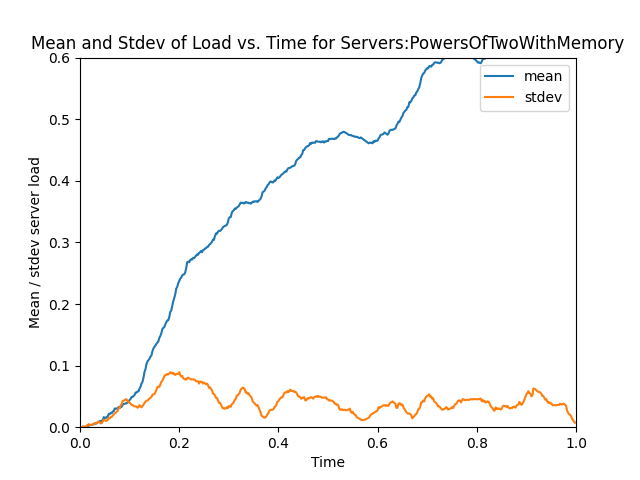 Mean and Stdev of Load vs. Time for Servers:PowersOfTwoWithMemory
mean
stdev
Mean / stdev server load
0.6
0.5
0.4
0.3
0.2
0.1
0.0
0.0 0.2 0.4 0.6 0.8 1.0
Time